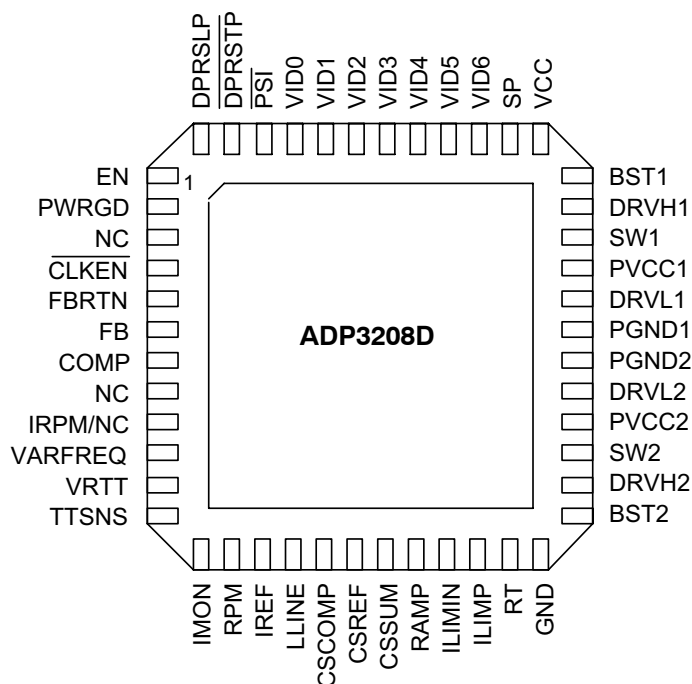 DPRSLP
DPRSTP
PSI
VID0
VID1
VID2
VID3
VID4
VID5
VID6
SP
VCC
EN
PWRGD
NC
CLKEN
FBRTN
FB
COMP
NC
IRPM/NC
VARFREQ
VRTT
TTSNS
1
ADP3208D
BST1
DRVH1
SW1
PVCC1
DRVL1
PGND1
PGND2
DRVL2
PVCC2
SW2
DRVH2
BST2
IMON
RPM
IREF
LLINE
CSCOMP
CSREF
CSSUM
RAMP
ILIMIN
ILIMP
RT
GND